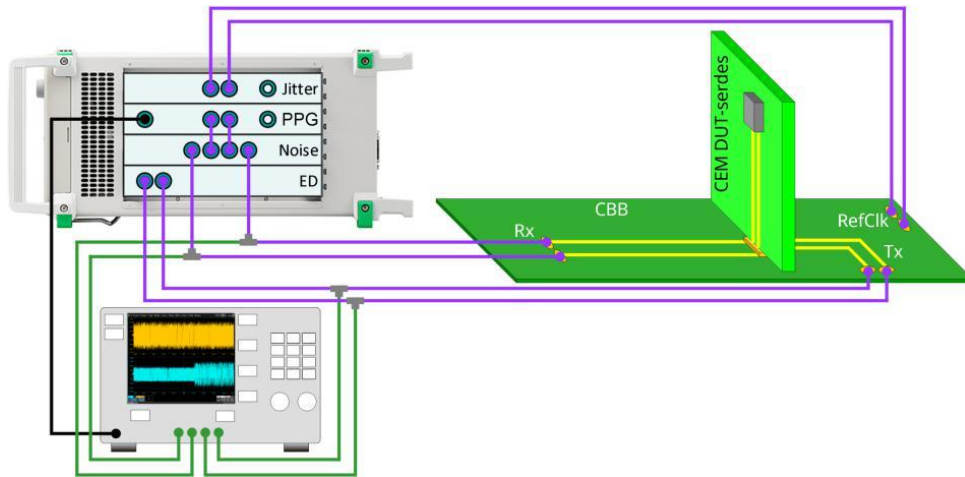 Jitter
PPG
Noise
ED
CEM DUT-serdes
CBB
RefClk
Rx
Tx